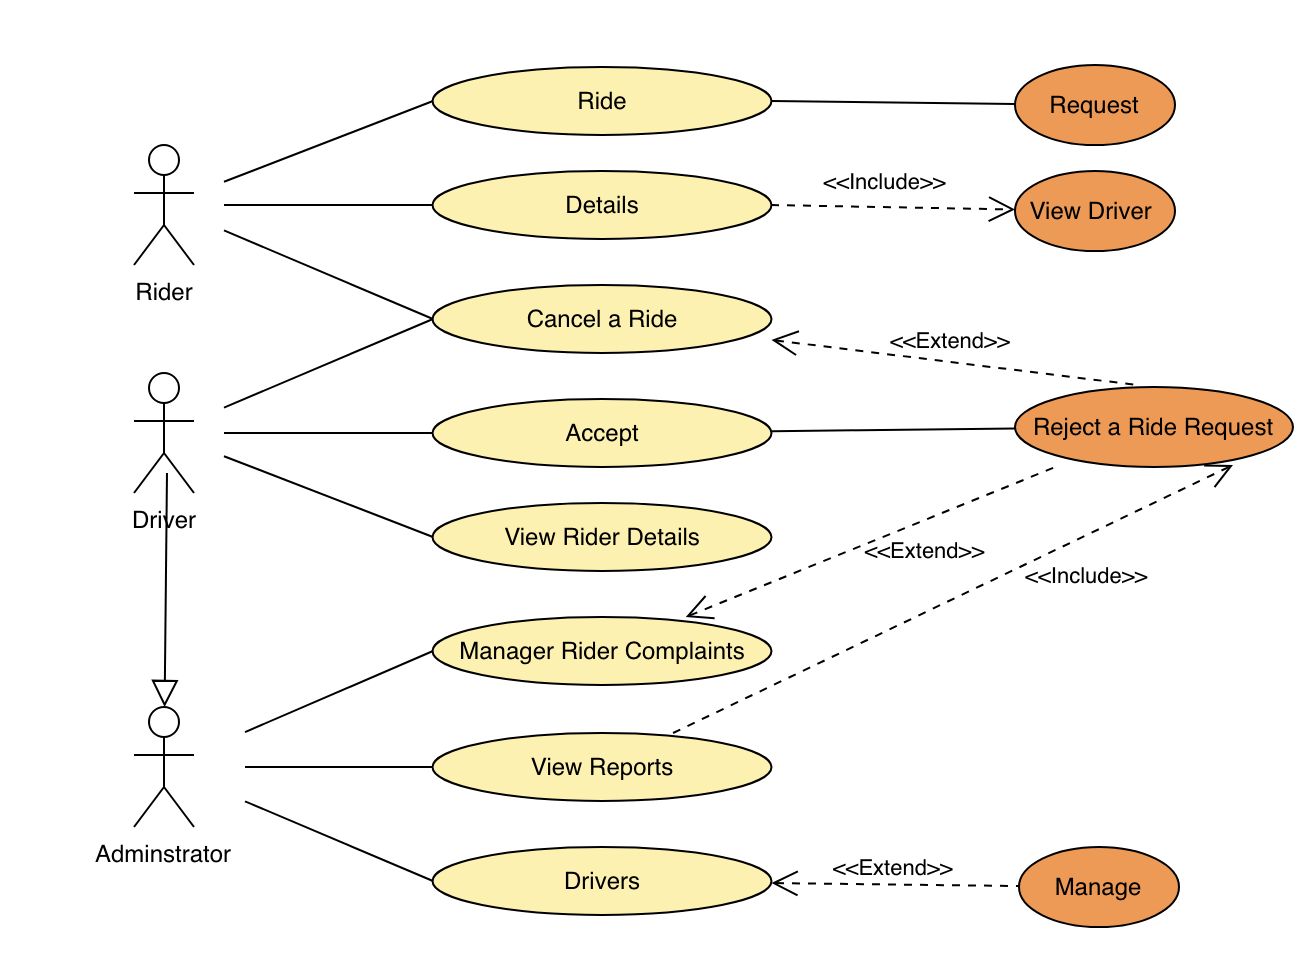 Ride
Request
<<Include>>
Details
View Driver
Rider
Cancel a Ride
<<Extend>>
Accept
Reject a Ride Request
Driver
View Rider Details
<<Extend>>
<<Include>>
Manager Rider Complaints
View Reports
Adminstrator
Drivers
<<Extend>>
Manage